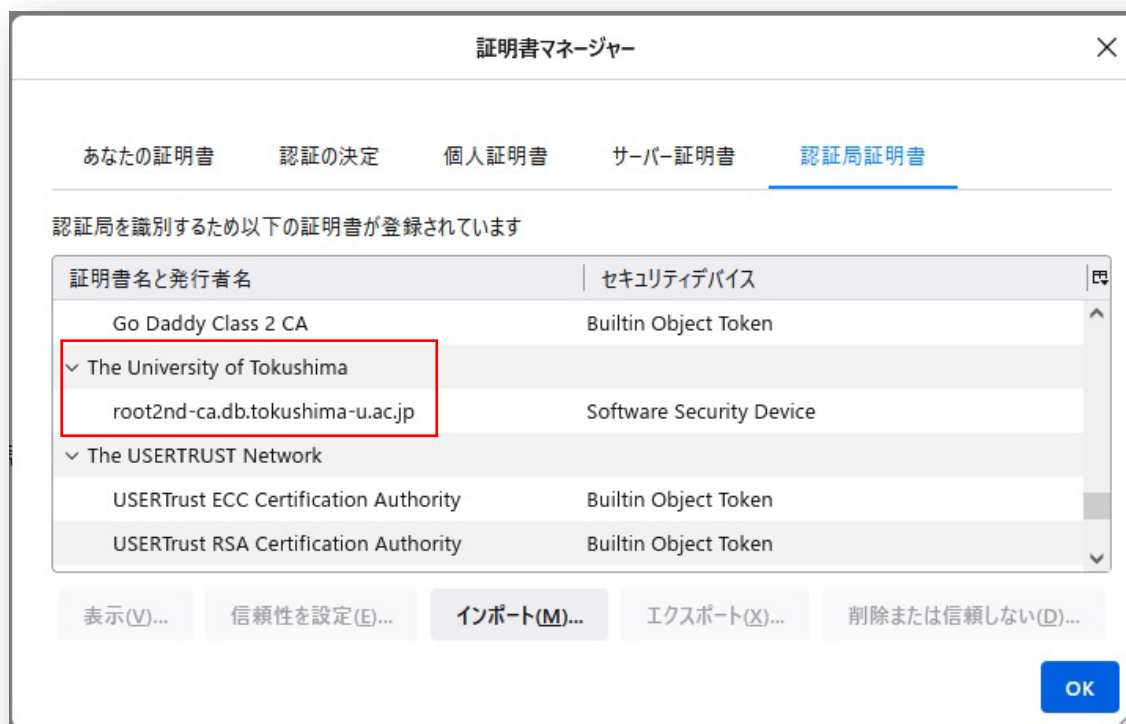 証明書マネージャー
あなたの証明書 認証の決定 個人証明書 サーバー証明書 認証局証明書
認証局を識別するため以下の証明書が登録されています
証明書名と発行者名 セキュリティデバイス
Go Daddy Class 2 CA Builtin Object Token
The University of Tokushima
root2nd-ca.db.tokushima-u.ac.jp Software Security Device
The USERTRUST Network
USERTrust ECC Certification Authority Builtin Object Token
USERTrust RSA Certification Authority Builtin Object Token
表示(V)... 信頼性を設定(E)... インポート(M)... エクスポート(X)... 削除または信頼しない(D)...
OK